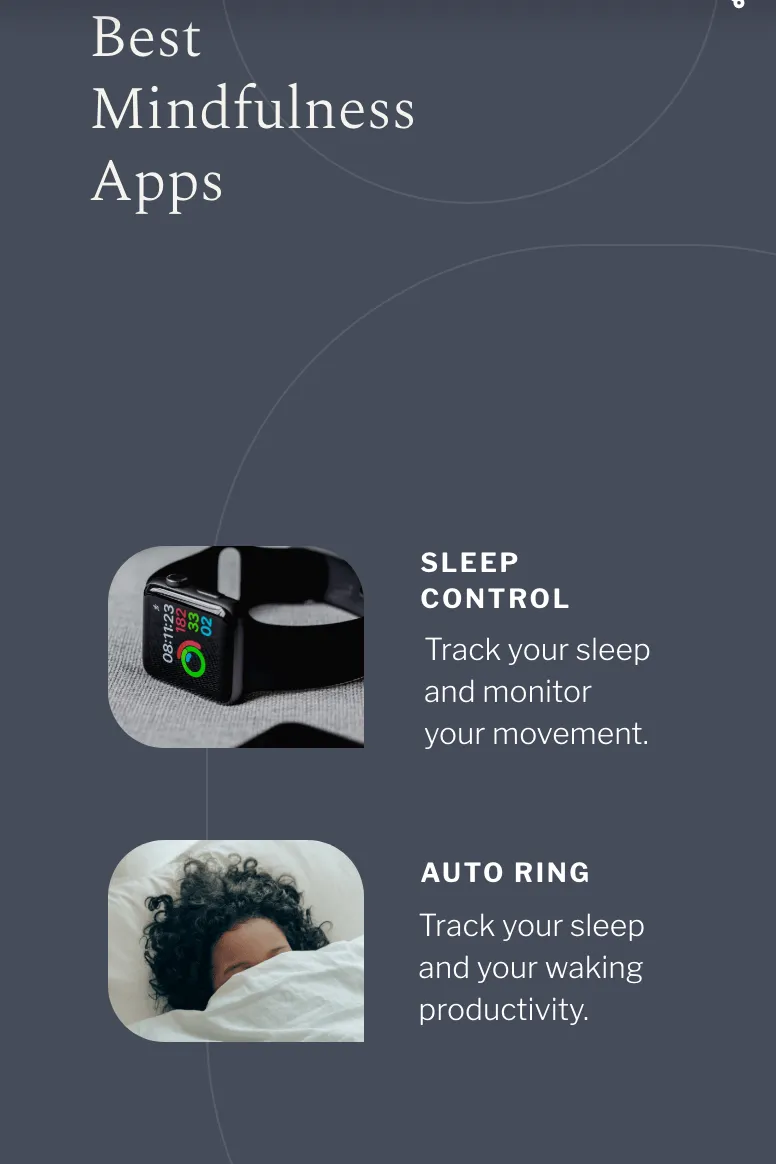 Best
Mindfulness
Apps
SLEEP
CONTROL
Track your sleep
and monitor
your movement.
08:11:23
182
33
02
AUTO RING
Track your sleep
and your waking
productivity.